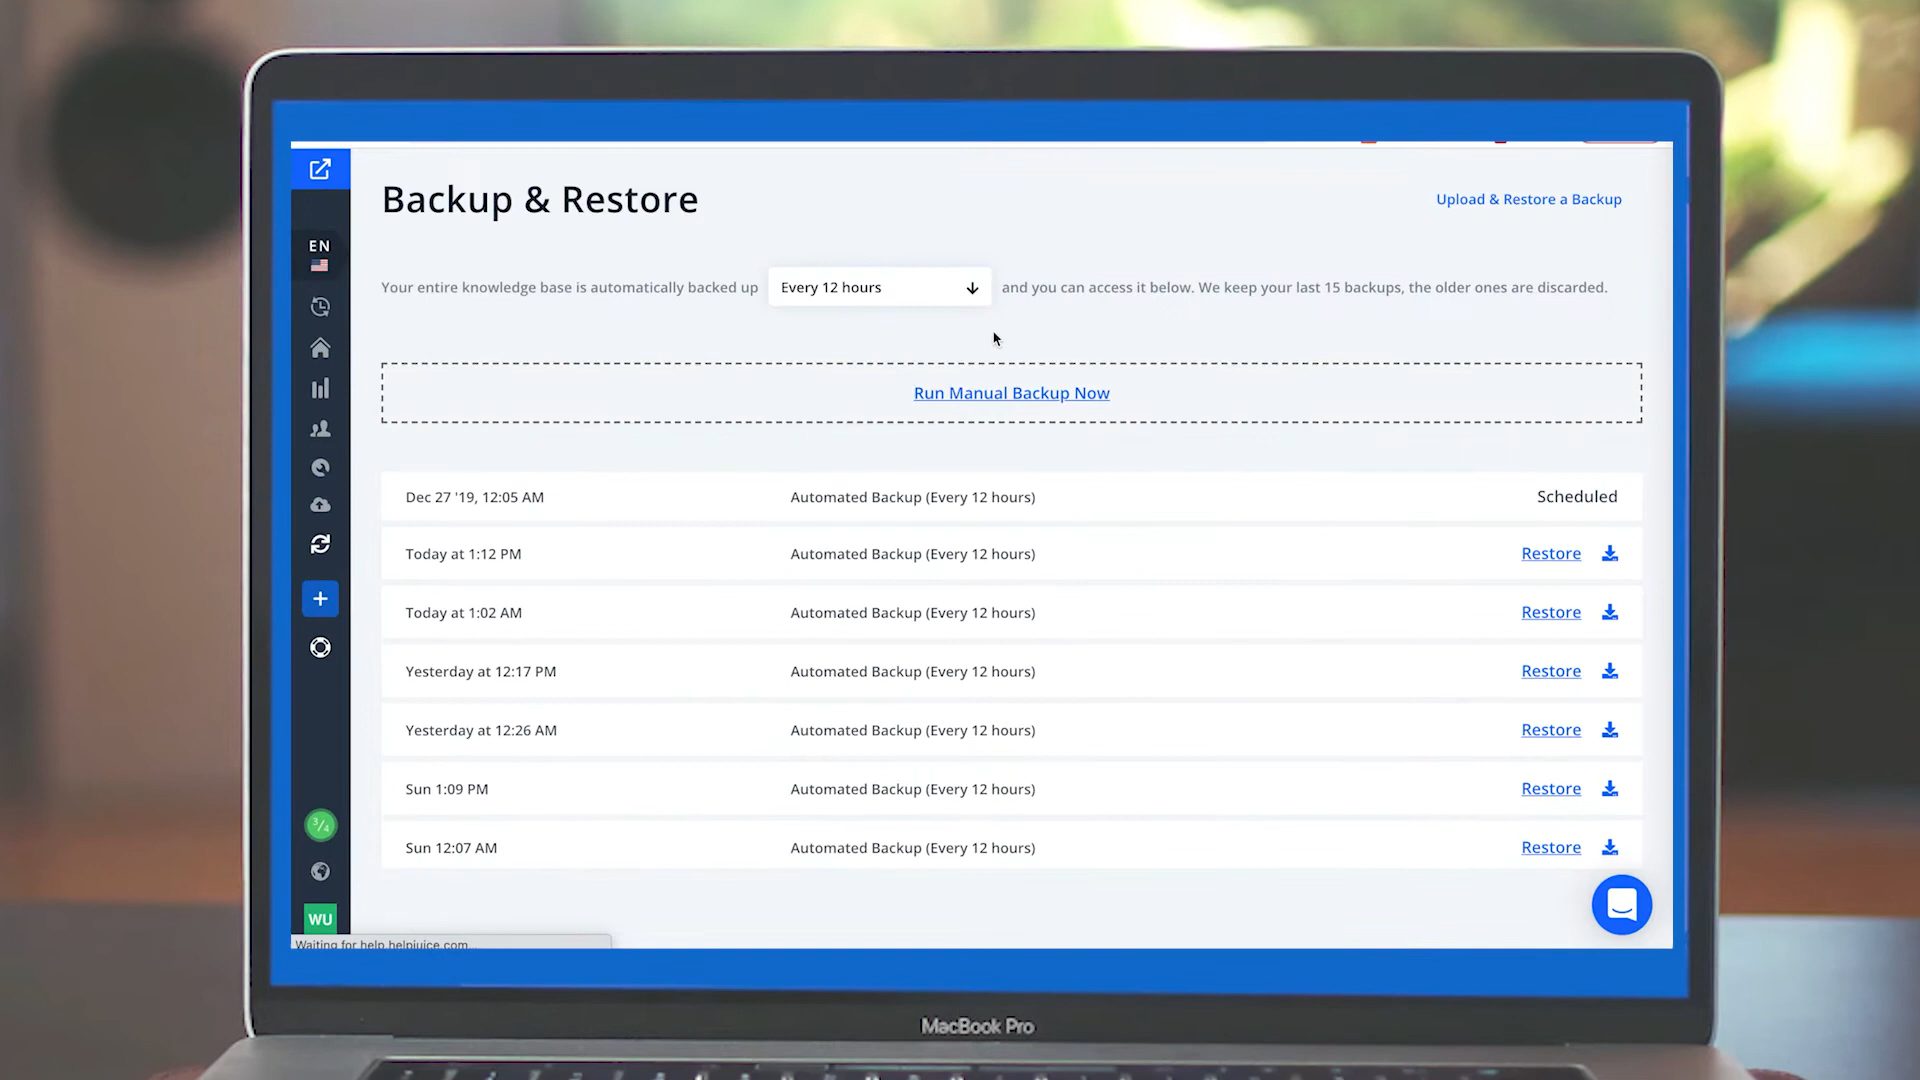 Backup & Restore
Upload & Restore a Backup
EN
Your entire knowledge base is automatically backed up Every 12 hours and you can access it below. We keep your last 15 backups, the older ones are discarded.
Run Manual Backup Now
Dec 27 '19, 12:05 AM Automated Backup (Every 12 hours) Scheduled
Today at 1:12 PM Automated Backup (Every 12 hours) Restore
Today at 1:02 AM Automated Backup (Every 12 hours) Restore
Yesterday at 12:17 PM Automated Backup (Every 12 hours) Restore
Yesterday at 12:26 AM Automated Backup (Every 12 hours) Restore
Sun 1:09 PM Automated Backup (Every 12 hours) Restore
3/4
Sun 12:07 AM Automated Backup (Every 12 hours) Restore
WU
Waiting for help.helpjuice.com...
MacBook Pro